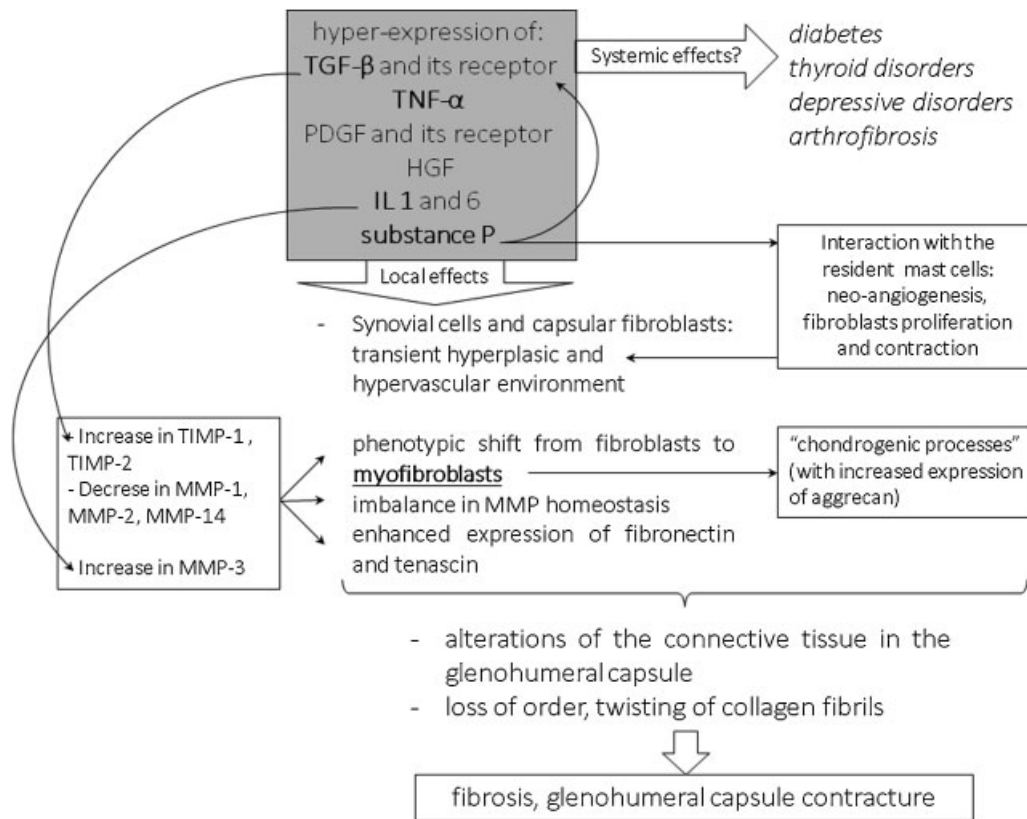 hyper-expression of:
TGF-β and its receptor
TNF-α
PDGF and its receptor
HGF
IL 1 and 6
substance P
Systemic effects?
diabetes
thyroid disorders
depressive disorders
arthrofibrosis
Local effects
Interaction with the
resident mast cells:
neo-angiogenesis,
fibroblasts proliferation
and contraction
- Synovial cells and capsular fibroblasts:
transient hyperplasic and
hypervascular environment
- Increase in TIMP-1 ,
TIMP-2
- Decrese in MMP-1,
MMP-2, MMP-14
Increase in MMP-3
phenotypic shift from fibroblasts to
myofibroblasts
imbalance in MMP homeostasis
enhanced expression of fibronectin
and tenascin
“chondrogenic processes”
(with increased expression
of aggrecan)
- alterations of the connective tissue in the
glenohumeral capsule
- loss of order, twisting of collagen fibrils
fibrosis, glenohumeral capsule contracture